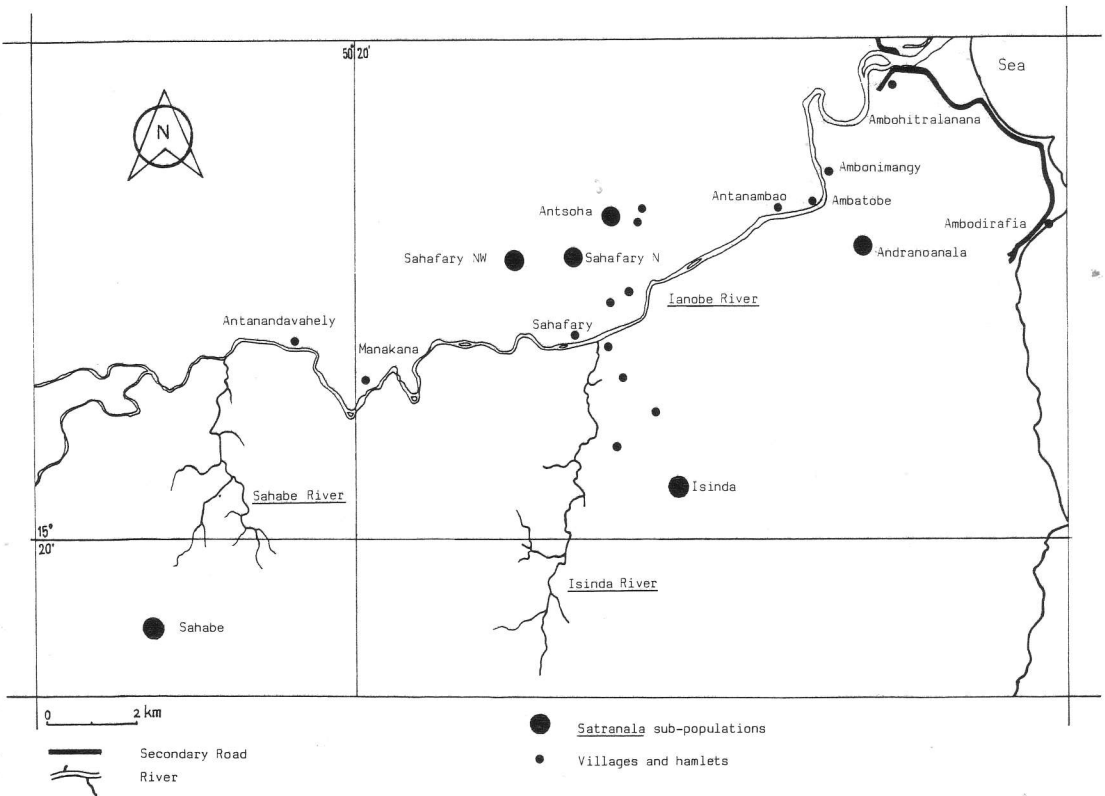 50° 20'
Sea
N
Ambohitralanana
Ambonimangy
Antanambao
Ambatobe
Antsoha
Ambodirafia
Andranoanala
Sahafary NW
Sahafary N
Ianobe River
Antanandavahely
Sahafary
Manakana
Isinda
Sahabe River
15°
20'
Isinda River
Sahabe
0 2 km
Satranala sub-populations
Secondary Road
Villages and hamlets
River